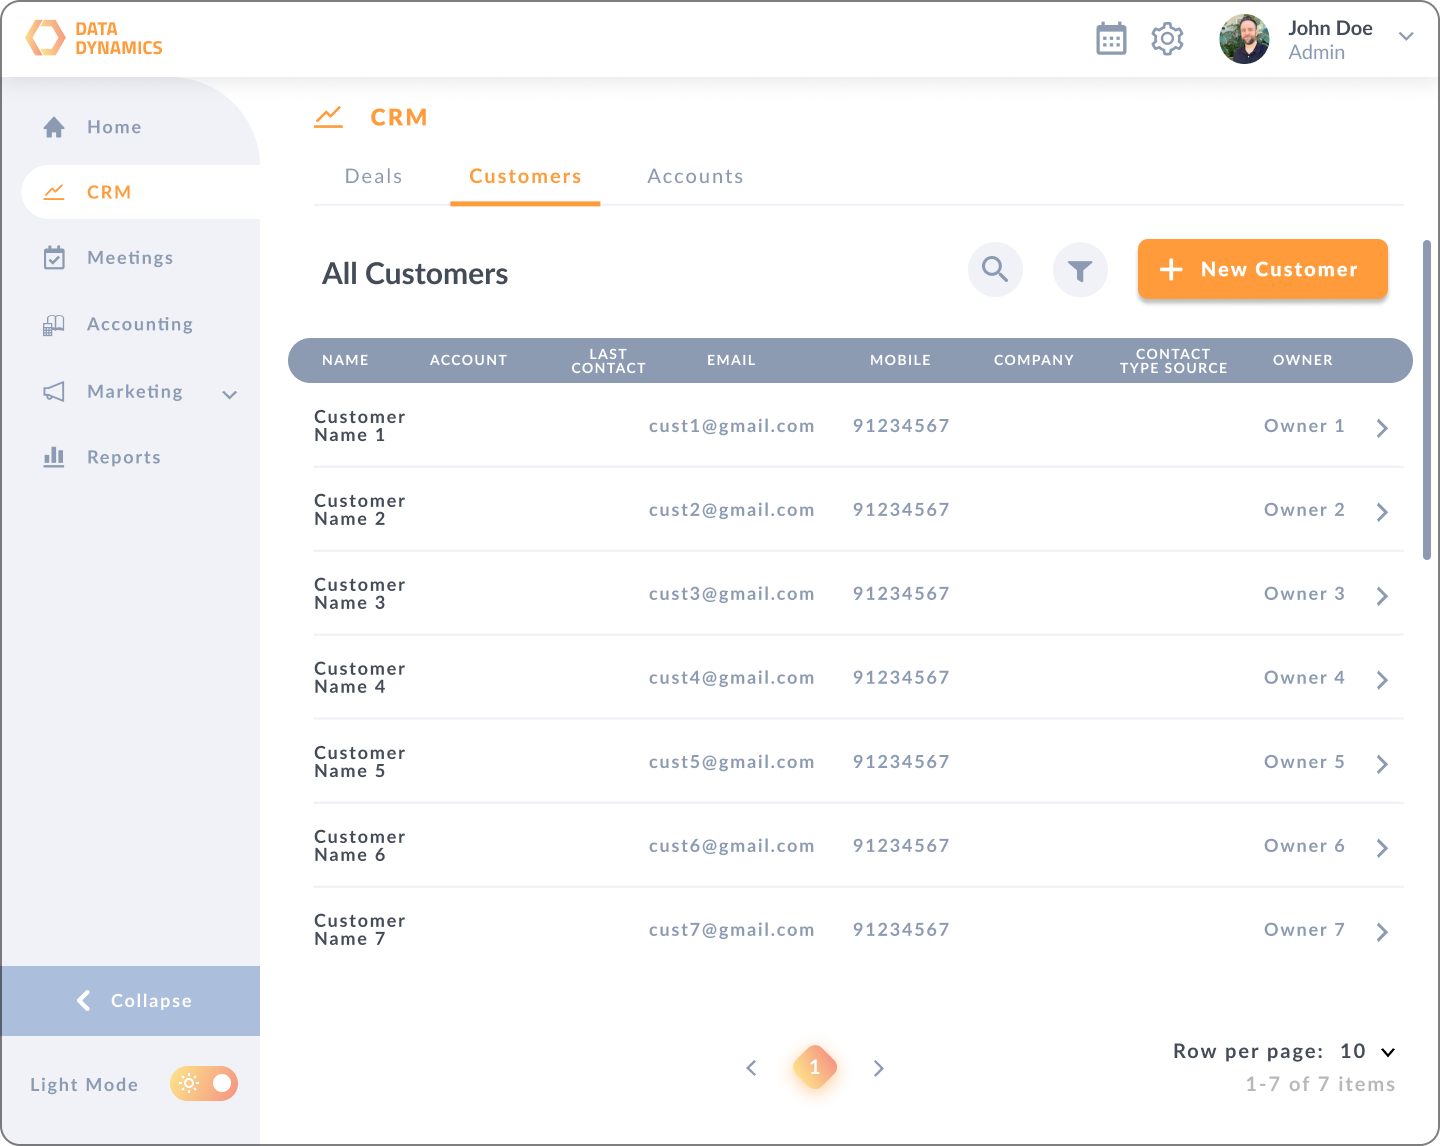 DATA
DYNAMICS
John Doe
Admin
Home
CRM
Meetings
Accounting
Marketing
Reports
Collapse
Light Mode
CRM
Deals Customers Accounts
All Customers
New Customer
NAME ACCOUNT LAST CONTACT EMAIL MOBILE COMPANY CONTACT TYPE SOURCE OWNER
Customer Name 1 cust1@gmail.com 91234567 Owner 1
Customer Name 2 cust2@gmail.com 91234567 Owner 2
Customer Name 3 cust3@gmail.com 91234567 Owner 3
Customer Name 4 cust4@gmail.com 91234567 Owner 4
Customer Name 5 cust5@gmail.com 91234567 Owner 5
Customer Name 6 cust6@gmail.com 91234567 Owner 6
Customer Name 7 cust7@gmail.com 91234567 Owner 7
1
Row per page: 10
1-7 of 7 items